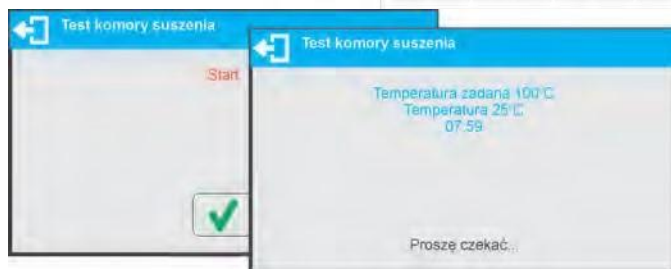 Test komory suszenia
Start
Test komory suszenia
Temperatura zadana 100°C
Temperatura 25°C
07:59
Proszę czekać...